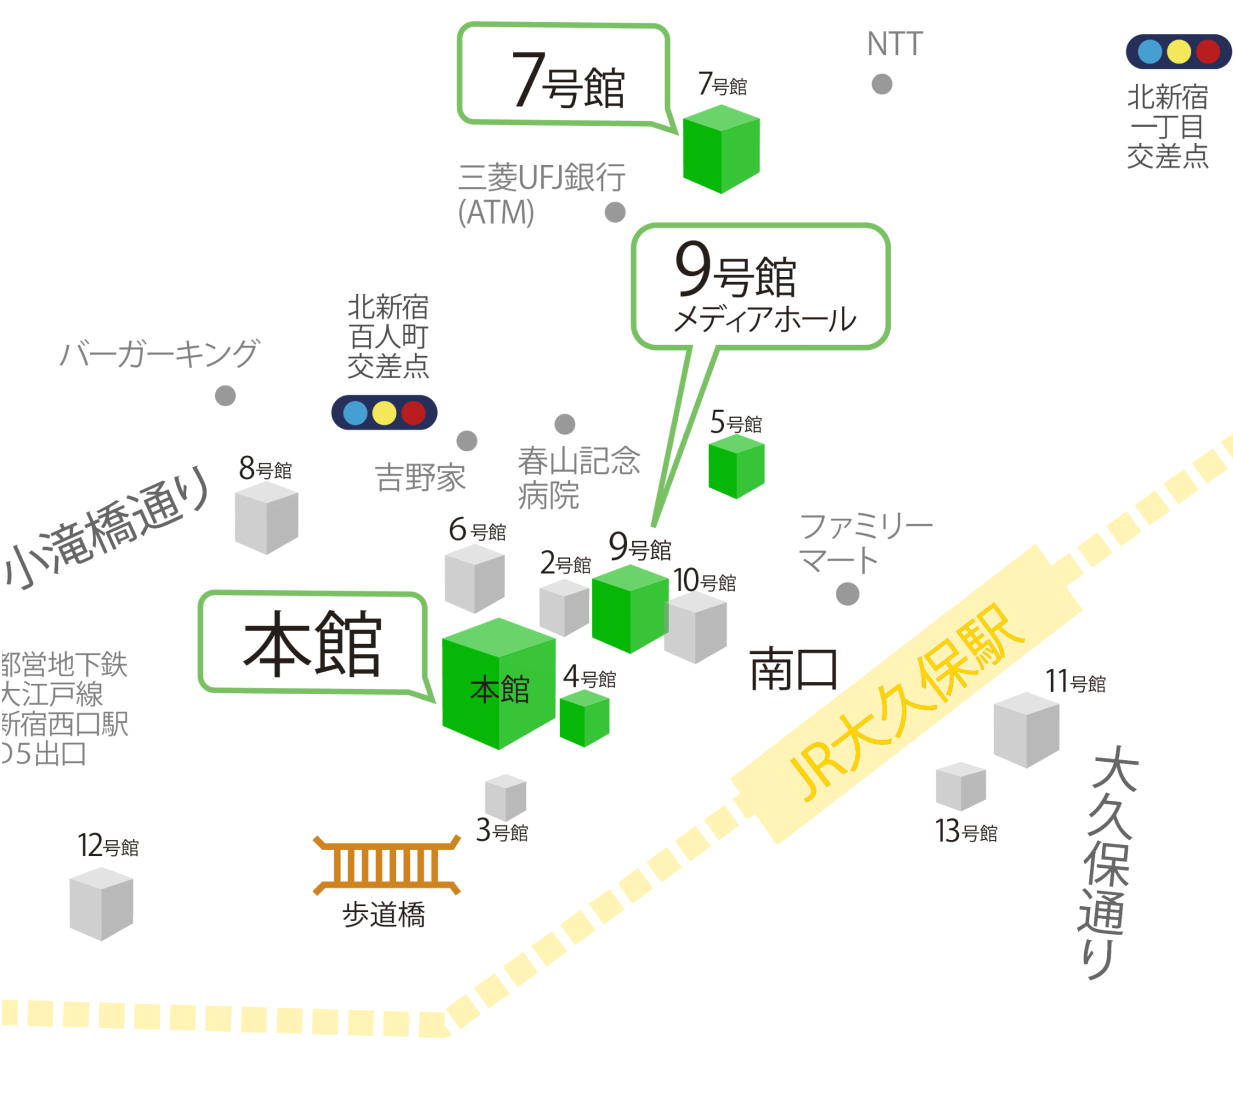 7号館
7号館
NTT
北新宿
一丁目
交差点
三菱UFJ銀行
(ATM)
9号館
メディアホール
北新宿
百人町
交差点
バーガーキング
吉野家
春山記念
病院
5号館
8号館
小滝橋通り
6号館
2号館
9号館
10号館
ファミリー
マート
本館
本館
4号館
南口
JR大久保駅
都営地下鉄
大江戸線
新宿西口駅
D5出口
11号館
13号館
大久保通り
3号館
12号館
歩道橋